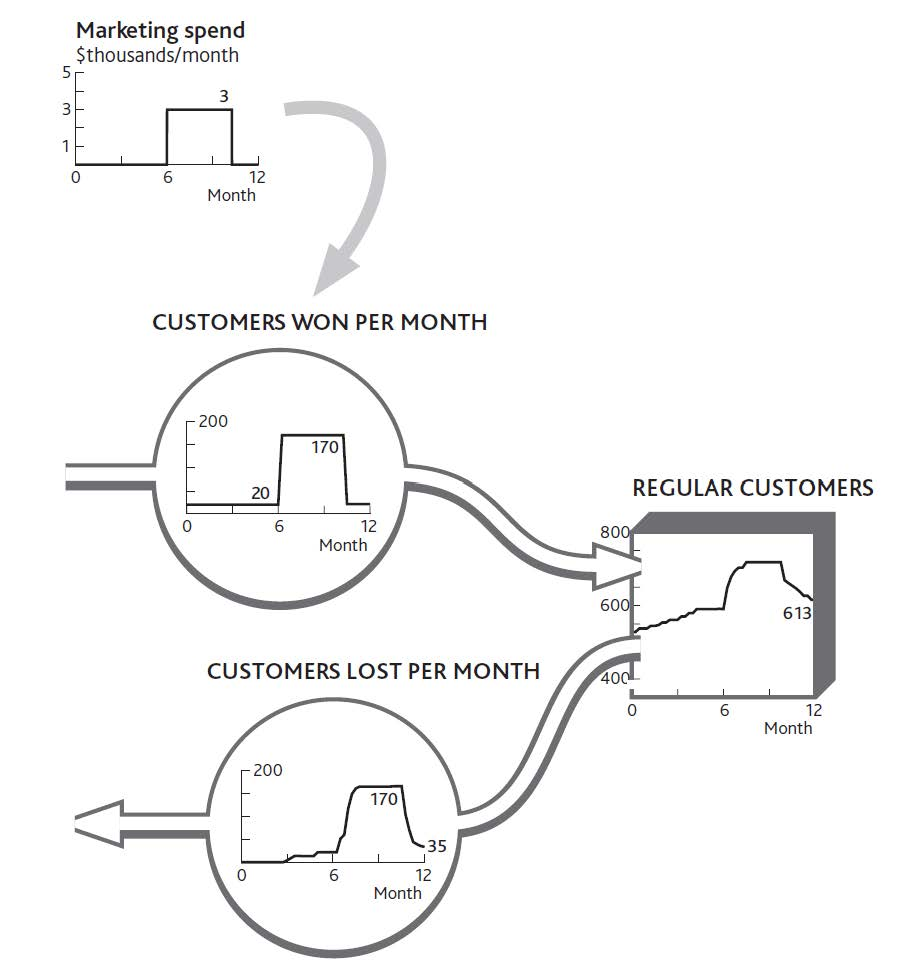 Marketing spend
$thousands/month
5
3
3
1
0 6 12
Month
CUSTOMERS WON PER MONTH
200
170
20
0 6 12
Month
REGULAR CUSTOMERS
800
600
613
400
0 6 12
Month
CUSTOMERS LOST PER MONTH
200
170
35
0 6 12
Month